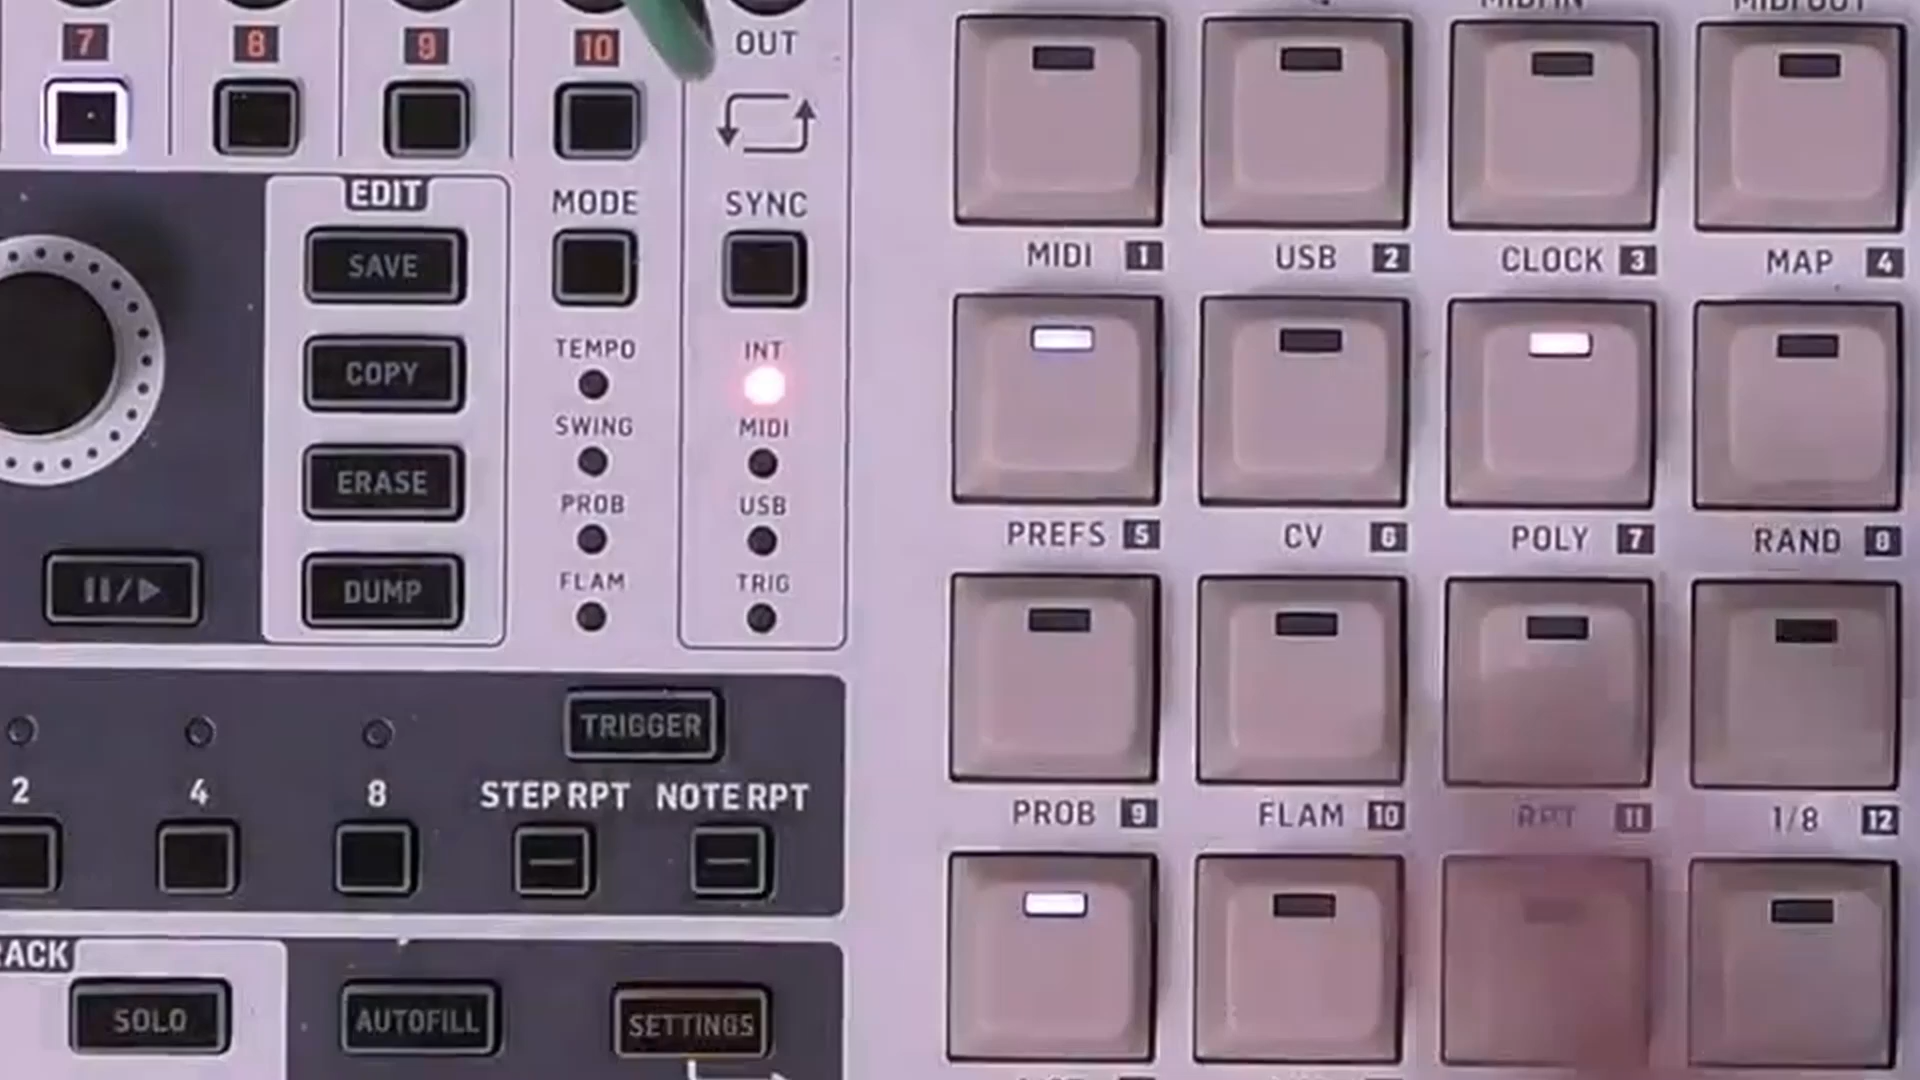 7 8 9 10 OUT
MODE SYNC
EDIT
SAVE
COPY
ERASE
DUMP
TEMPO
SWING
PROB
FLAM
INT
MIDI
USB
TRIG
TRIGGER
2 4 8 STEP RPT NOTE RPT
SOLO AUTOFILL SETTINGS
MIDI 1 USB 2 CLOCK 3 MAP 4
PREFS 5 CV 6 POLY 7 RAND 8
PROB 9 FLAM 10 RPT 11 1/8 12